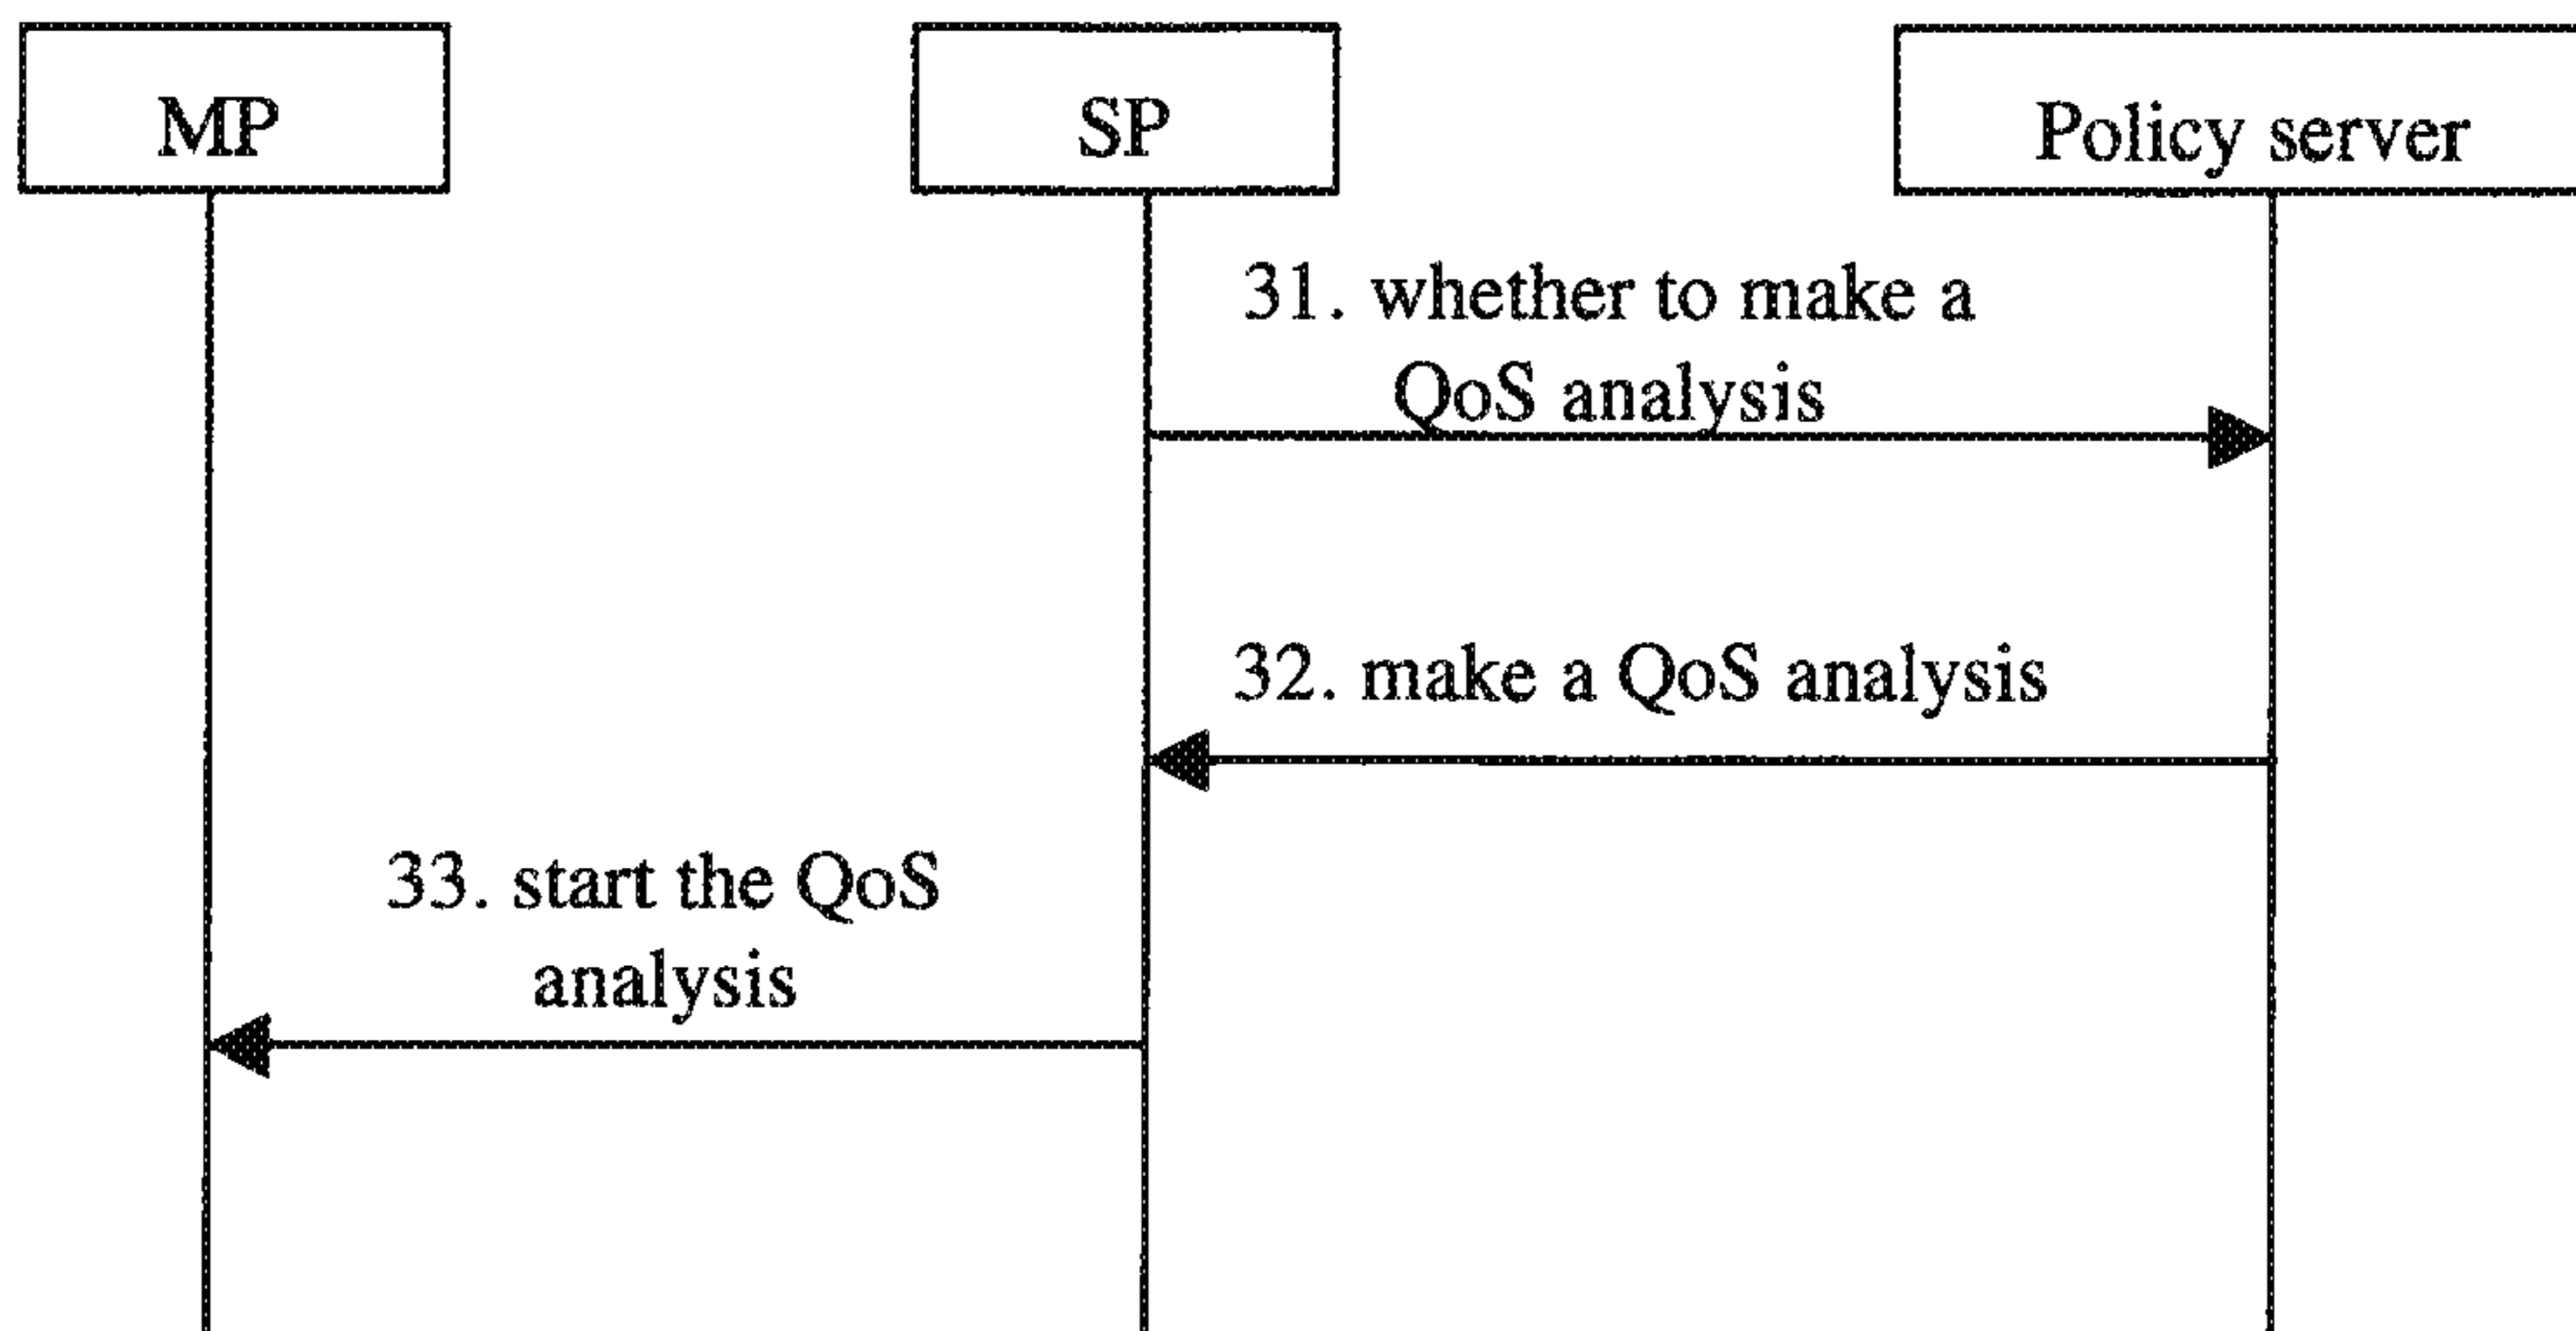 MP
SP
Policy server
31. whether to make a
QoS analysis
32. make a QoS analysis
33. start the QoS
analysis